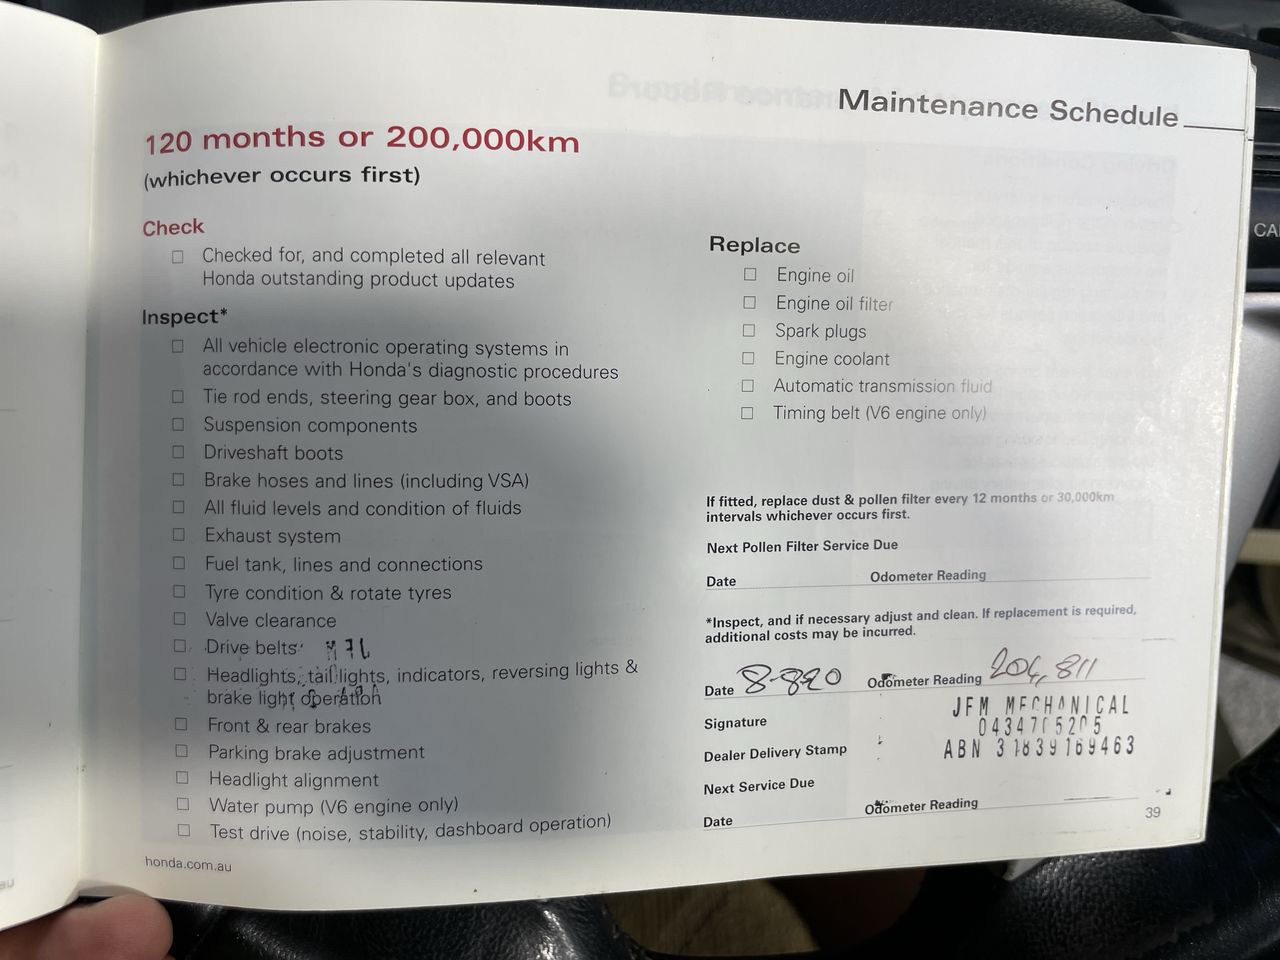 Maintenance Schedule
120 months or 200,000km
(whichever occurs first)
Check
Checked for, and completed all relevant
Honda outstanding product updates
Inspect*
All vehicle electronic operating systems in
accordance with Honda's diagnostic procedures
Tie rod ends, steering gear box, and boots
Suspension components
Driveshaft boots
Brake hoses and lines (including VSA)
All fluid levels and condition of fluids
Exhaust system
Fuel tank, lines and connections
Tyre condition & rotate tyres
Valve clearance
Drive belts
Headlights, tail lights, indicators, reversing lights &
brake light operation
Front & rear brakes
Parking brake adjustment
Headlight alignment
Water pump (V6 engine only)
Test drive (noise, stability, dashboard operation)
honda.com.au
Replace
Engine oil
Engine oil filter
Spark plugs
Engine coolant
Automatic transmission fluid
Timing belt (V6 engine only)
If fitted, replace dust & pollen filter every 12 months or 30,000km
intervals whichever occurs first.
Next Pollen Filter Service Due
Date Odometer Reading
*Inspect, and if necessary adjust and clean. If replacement is required,
additional costs may be incurred.
Date Odometer Reading 204,811
Signature
JFM MECHANICAL
0434705205
Dealer Delivery Stamp
ABN 31839169463
Next Service Due
Date Odometer Reading
39
CA
au